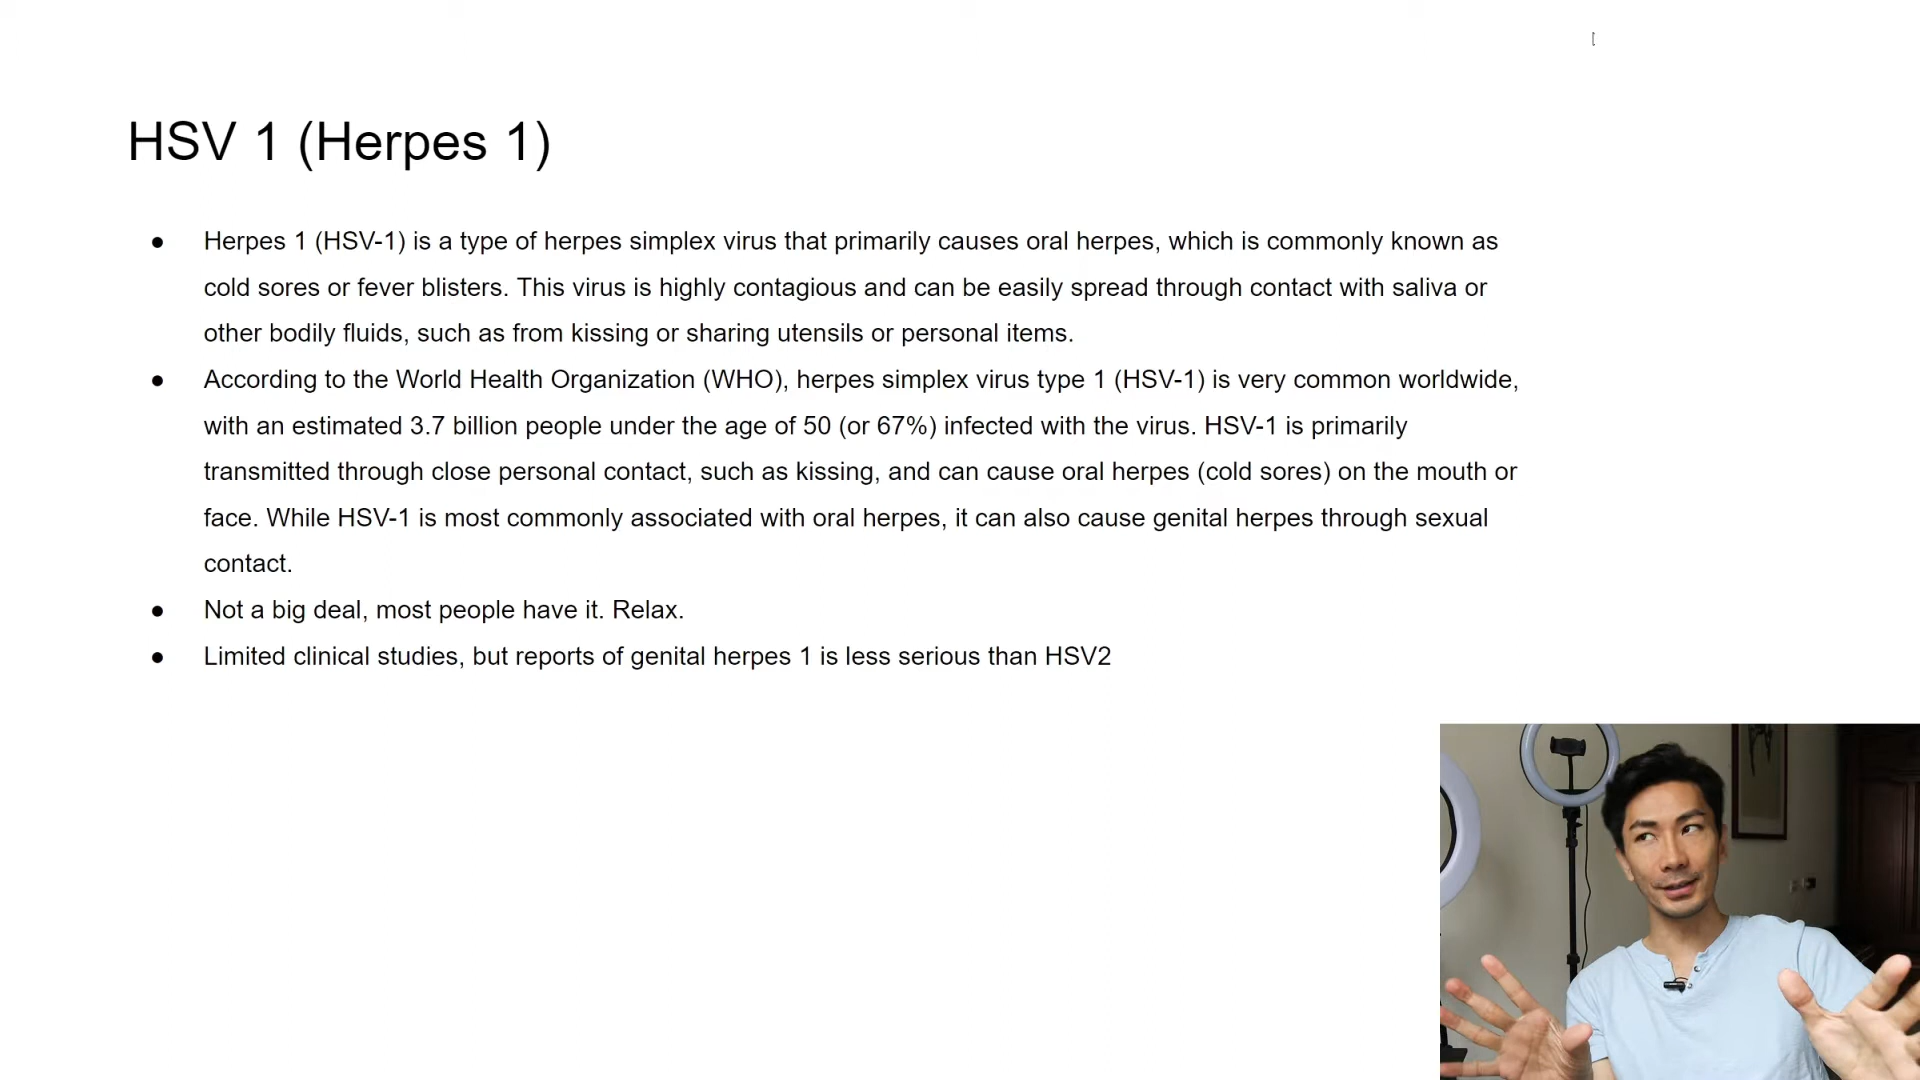 HSV 1 (Herpes 1)
● Herpes 1 (HSV-1) is a type of herpes simplex virus that primarily causes oral herpes, which is commonly known as
cold sores or fever blisters. This virus is highly contagious and can be easily spread through contact with saliva or
other bodily fluids, such as from kissing or sharing utensils or personal items.
● According to the World Health Organization (WHO), herpes simplex virus type 1 (HSV-1) is very common worldwide,
with an estimated 3.7 billion people under the age of 50 (or 67%) infected with the virus. HSV-1 is primarily
transmitted through close personal contact, such as kissing, and can cause oral herpes (cold sores) on the mouth or
face. While HSV-1 is most commonly associated with oral herpes, it can also cause genital herpes through sexual
contact.
● Not a big deal, most people have it. Relax.
● Limited clinical studies, but reports of genital herpes 1 is less serious than HSV2